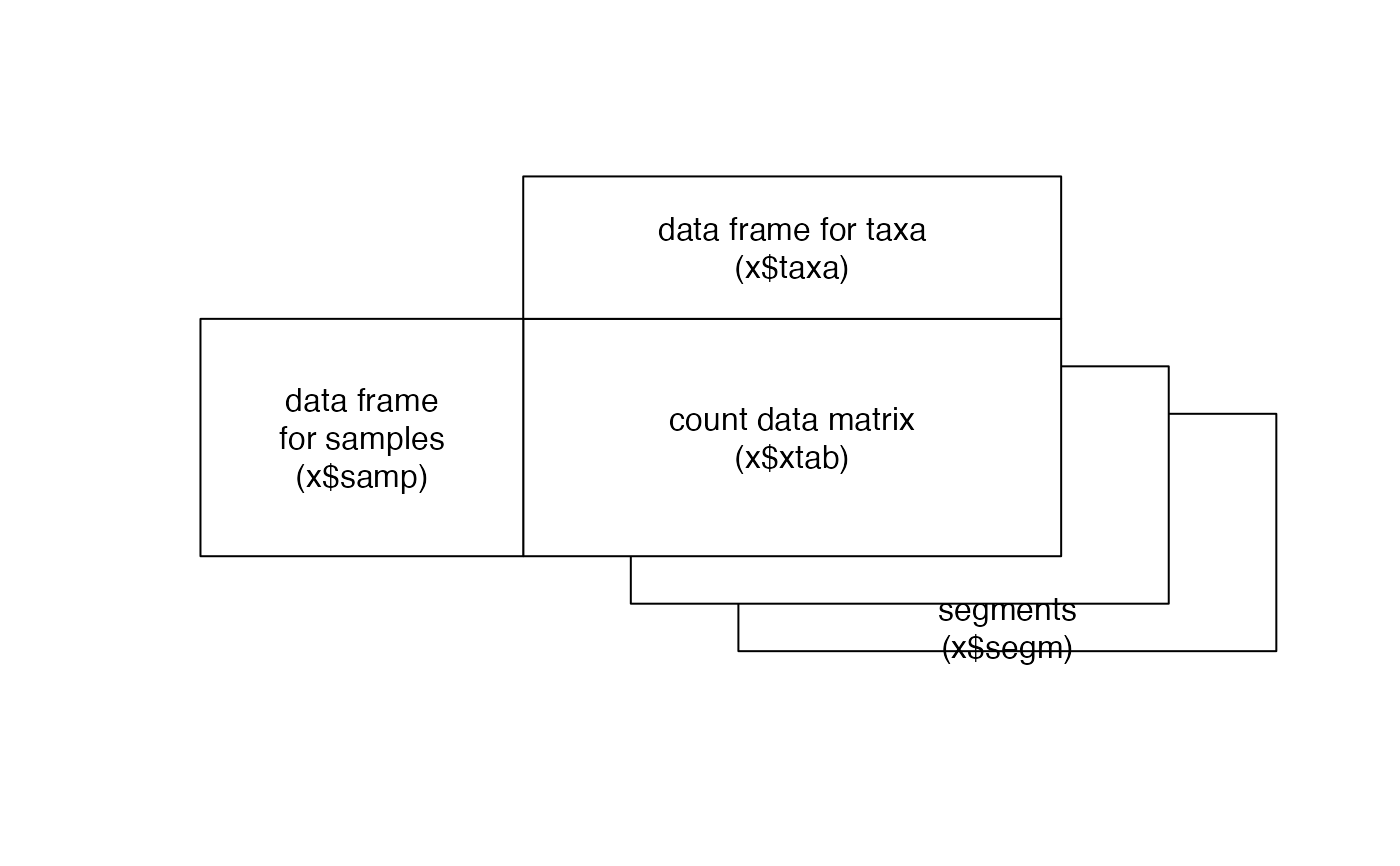 data frame for taxa
(x$taxa)
data frame
for samples
(x$samp)
count data matrix
(x$xtab)
segments
(x$segm)